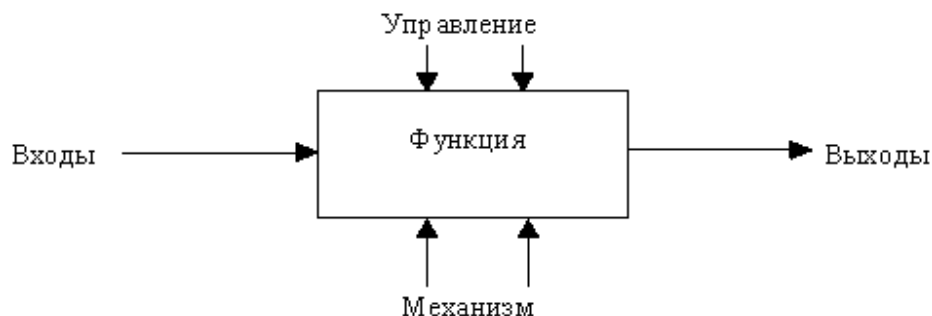 Управление
Функция
Входы
Выходы
Механизм